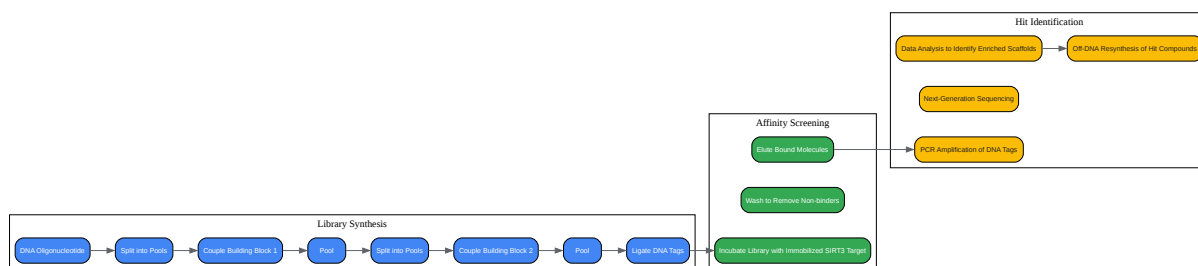 Hit Identification
Data Analysis to Identify Enriched Scaffolds
Off-DNA Resynthesis of Hit Compounds
Next-Generation Sequencing
PCR Amplification of DNA Tags
Affinity Screening
Elute Bound Molecules
Wash to Remove Non-binders
Incubate Library with Immobilized SIRT3 Target
Library Synthesis
DNA Oligonucleotide
Split into Pools
Couple Building Block 1
Pool
Split into Pools
Couple Building Block 2
Pool
Ligate DNA Tags